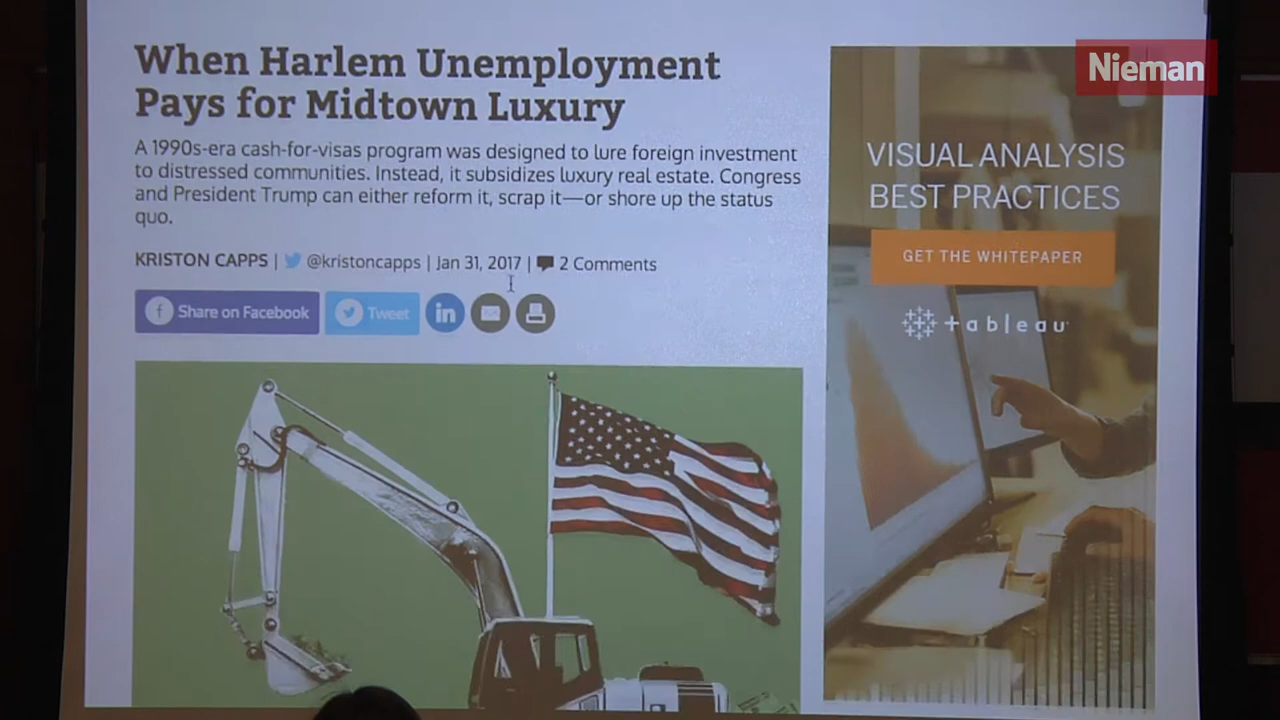 Nieman
When Harlem Unemployment
Pays for Midtown Luxury
A 1990s-era cash-for-visas program was designed to lure foreign investment
to distressed communities. Instead, it subsidizes luxury real estate. Congress
and President Trump can either reform it, scrap it—or shore up the status
quo.
KRISTON CAPPS | @kristoncapps | Jan 31, 2017 | 2 Comments
f Share on Facebook Tweet in
VISUAL ANALYSIS
BEST PRACTICES
GET THE WHITEPAPER
tableau